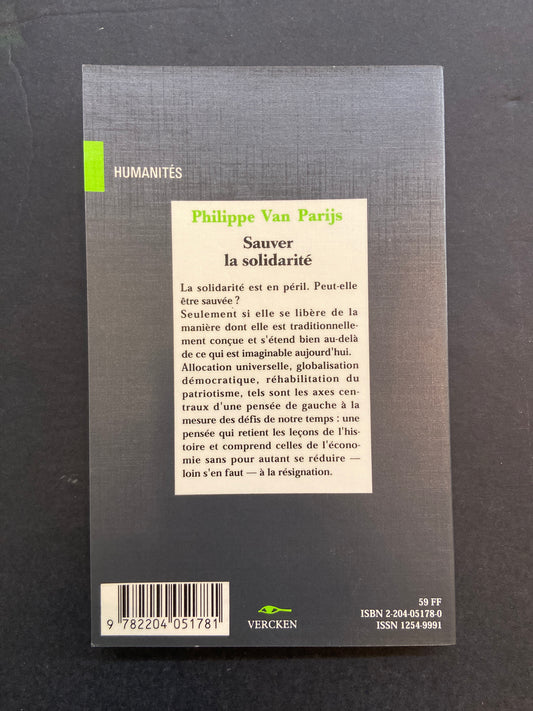 HUMANITÉS
Philippe Van Parijs
Sauver
la solidarité
La solidarité est en péril. Peut-elle
être sauvée ?
Seulement si elle se libère de la
manière dont elle est traditionnelle-
ment conçue et s'étend bien au-delà
de ce qui est imaginable aujourd'hui.
Allocation universelle, globalisation
démocratique, réhabilitation du
patriotisme, tels sont les axes cen-
traux d'une pensée de gauche à la
mesure des défis de notre temps : une
pensée qui retient les leçons de l'his-
toire et comprend celles de l'écono-
mie sans pour autant se réduire —
loin s'en faut — à la résignation.
9 782204 051781
VERCKEN
59 FF
ISBN 2-204-05178-0
ISSN 1254-9991